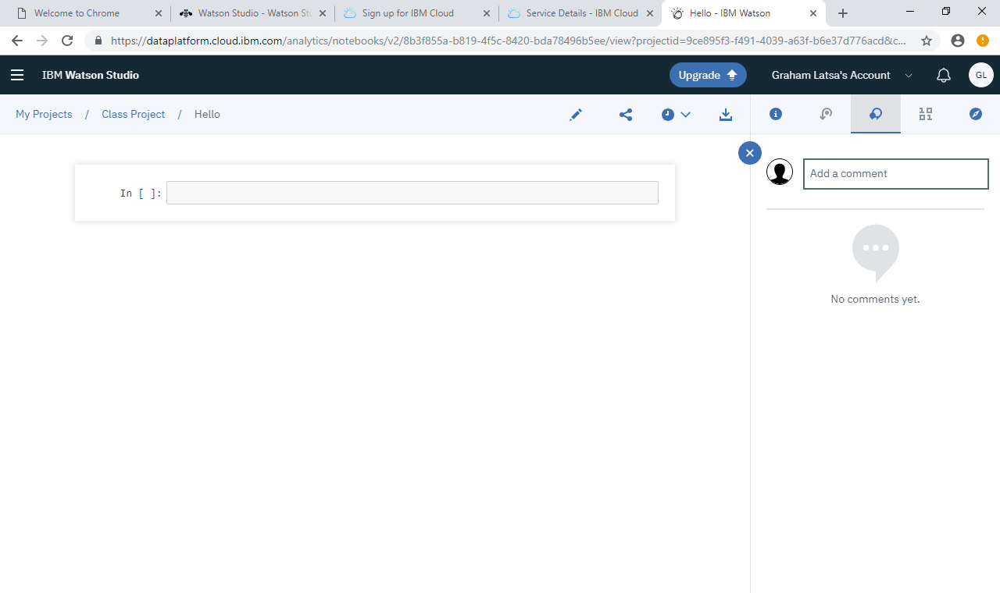 Welcome to Chrome
Watson Studio - Watson Stu
Sign up for IBM Cloud
Service Details - IBM Cloud
Hello - IBM Watson
https://dataplatform.cloud.ibm.com/analytics/notebooks/v2/8b3f855a-b819-4f5c-8420-bda78496b5ee/view?projectid=9ce895f3-f491-4039-a63f-b6e37d776acd&c...
IBM Watson Studio
Upgrade
Graham Latsa's Account
GL
My Projects / Class Project / Hello
In [ ]:
Add a comment
No comments yet.